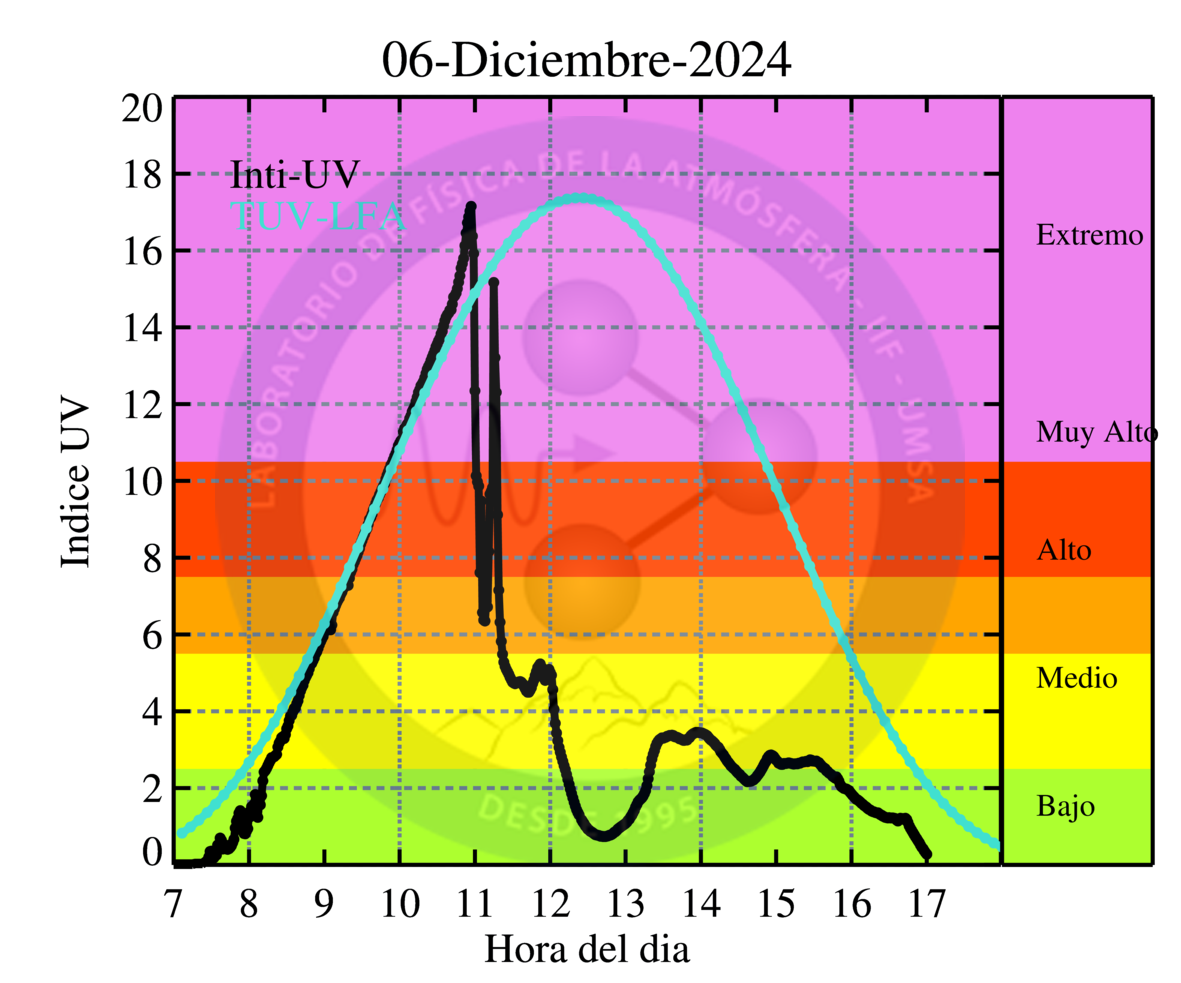 06-Diciembre-2024
20
18
16
14
12
10
8
6
4
2
0
Indice UV
Inti-UV
TUV-LFA
LABORATORIO DE FÍSICA DE LA ATMÓSFERA - IIF - UMSA
DESDE 1995
Extremo
Muy Alto
Alto
Medio
Bajo
7 8 9 10 11 12 13 14 15 16 17
Hora del dia